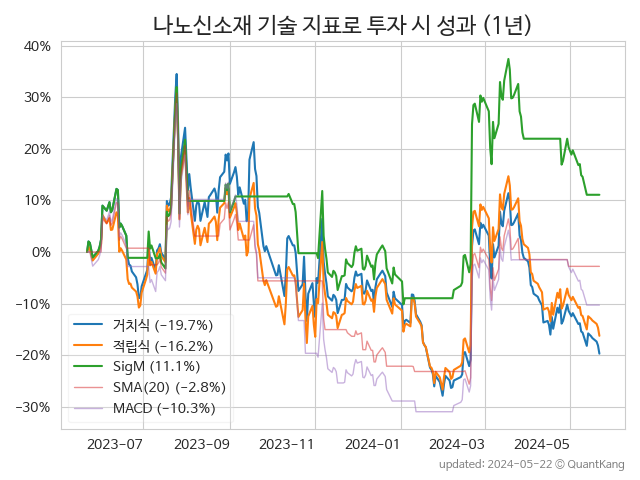 나노신소재 기술 지표로 투자 시 성과 (1년)
40%
30%
20%
10%
0%
−10%
−20%
−30%
거치식 (−19.7%)
적립식 (−16.2%)
SigM (11.1%)
SMA(20) (−2.8%)
MACD (−10.3%)
2023-07 2023-09 2023-11 2024-01 2024-03 2024-05
updated: 2024-05-22 © QuantKang